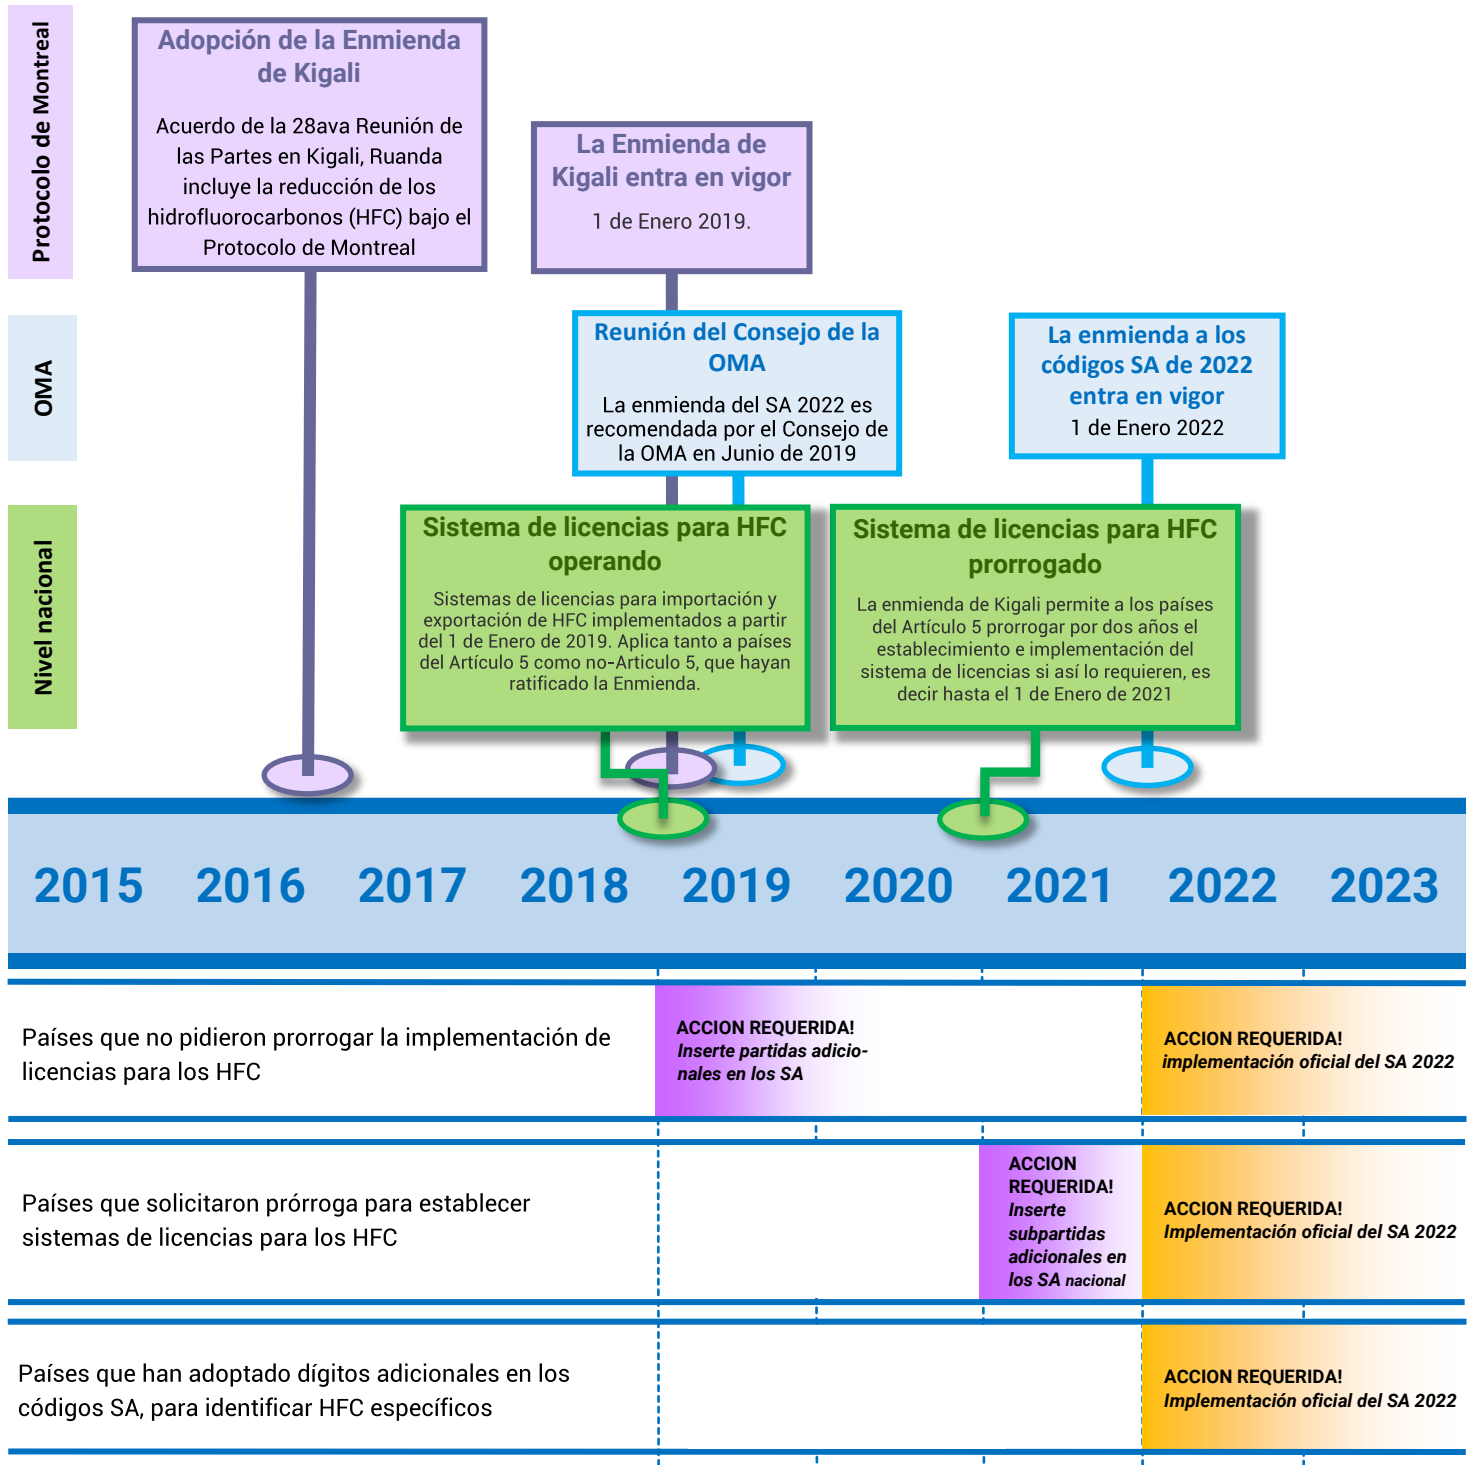 Protocolo de Montreal
Adopción de la Enmienda
de Kigali
Acuerdo de la 28ava Reunión de
las Partes en Kigali, Ruanda
incluye la reducción de los
hidrofluorocarbonos (HFC) bajo el
Protocolo de Montreal
La Enmienda de
Kigali entra en vigor
1 de Enero 2019.
OMA
Reunión del Consejo de la
OMA
La enmienda del SA 2022 es
recomendada por el Consejo de
la OMA en Junio de 2019
La enmienda a los
códigos SA de 2022
entra en vigor
1 de Enero 2022
Nivel nacional
Sistema de licencias para HFC
operando
Sistemas de licencias para importación y
exportación de HFC implementados a partir
del 1 de Enero de 2019. Aplica tanto a países
del Artículo 5 como no-Articulo 5, que hayan
ratificado la Enmienda.
Sistema de licencias para HFC
prorrogado
La enmienda de Kigali permite a los países
del Artículo 5 prorrogar por dos años el
establecimiento e implementación del
sistema de licencias si así lo requieren, es
decir hasta el 1 de Enero de 2021
2015 2016 2017 2018 2019 2020 2021 2022 2023
Países que no pidieron prorrogar la implementación de
licencias para los HFC
ACCION REQUERIDA!
Inserte partidas adicio-
nales en los SA
ACCION REQUERIDA!
implementación oficial del SA 2022
Países que solicitaron prórroga para establecer
sistemas de licencias para los HFC
ACCION
REQUERIDA!
Inserte
subpartidas
adicionales en
los SA nacional
ACCION REQUERIDA!
Implementación oficial del SA 2022
Países que han adoptado dígitos adicionales en los
códigos SA, para identificar HFC específicos
ACCION REQUERIDA!
Implementación oficial del SA 2022